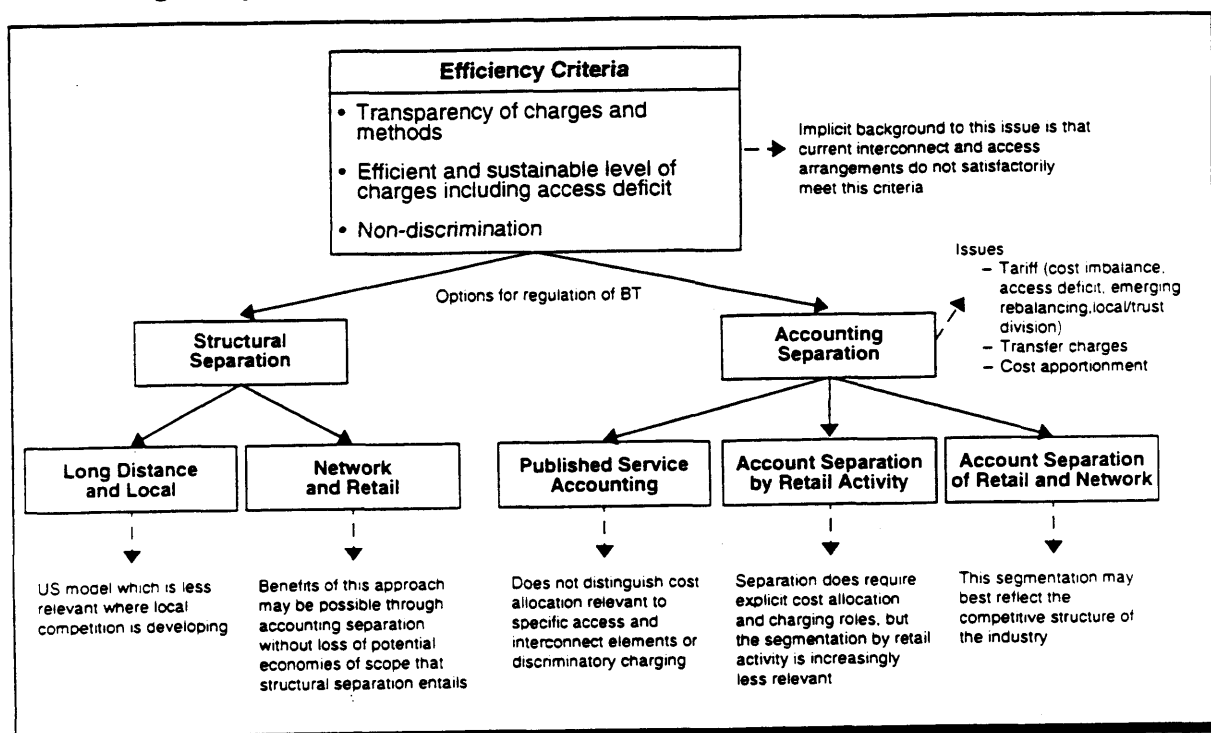 Efficiency Criteria
• Transparency of charges and
methods
• Efficient and sustainable level of
charges including access deficit
• Non-discrimination
Implicit background to this issue is that
current interconnect and access
arrangements do not satisfactorily
meet this criteria
Options for regulation of BT
Issues
– Tariff (cost imbalance,
access deficit, emerging
rebalancing,local/trust
division)
– Transfer charges
– Cost apportionment
Structural
Separation
Accounting
Separation
Long Distance
and Local
Network
and Retail
Published Service
Accounting
Account Separation
by Retail Activity
Account Separation
of Retail and Network
US model which is less
relevant where local
competition is developing
Benefits of this approach
may be possible through
accounting separation
without loss of potential
economies of scope that
structural separation entails
Does not distinguish cost
allocation relevant to
specific access and
interconnect elements or
discriminatory charging
Separation does require
explicit cost allocation
and charging roles, but
the segmentation by retail
activity is increasingly
less relevant
This segmentation may
best reflect the
competitive structure of
the industry